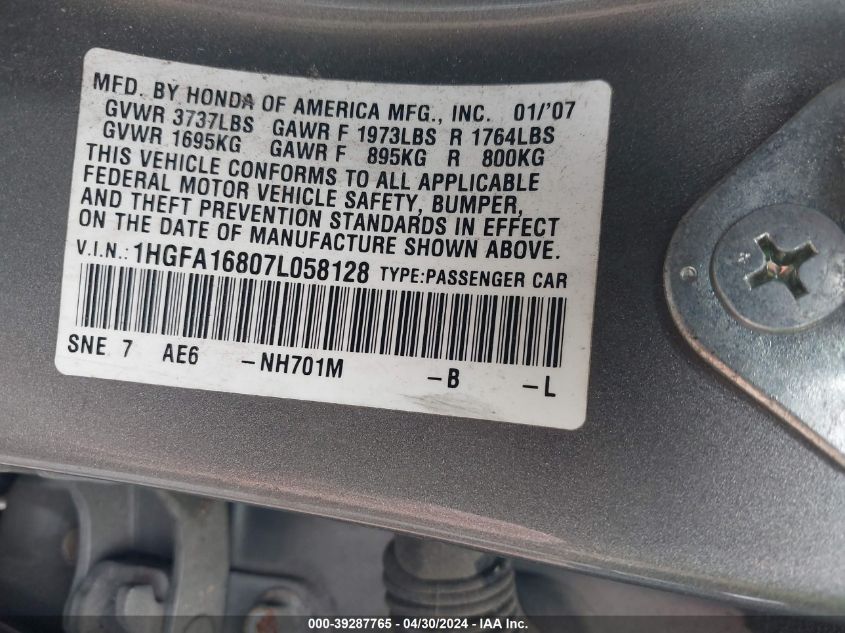 MFD. BY HONDA OF AMERICA MFG., INC. 01/'07
GVWR 3737LBS GAWR F 1973LBS R 1764LBS
GVWR 1695KG GAWR F 895KG R 800KG
THIS VEHICLE CONFORMS TO ALL APPLICABLE
FEDERAL MOTOR VEHICLE SAFETY, BUMPER,
AND THEFT PREVENTION STANDARDS IN EFFECT
ON THE DATE OF MANUFACTURE SHOWN ABOVE.
V.I.N.: 1HGFA16807L058128 TYPE:PASSENGER CAR
SNE 7 AE6 -NH701M -B -L
000-39287765 - 04/30/2024 - IAA Inc.